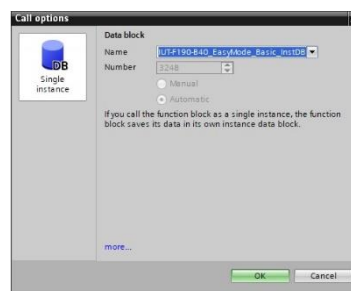 Call options
DB
Single
instance
Data block
Name
IUT-F190-B40_EasyMode_Basic_InstDB
Number
3248
Manual
Automatic
If you call the function block as a single instance, the function
block saves its data in its own instance data block.
more...
OK
Cancel